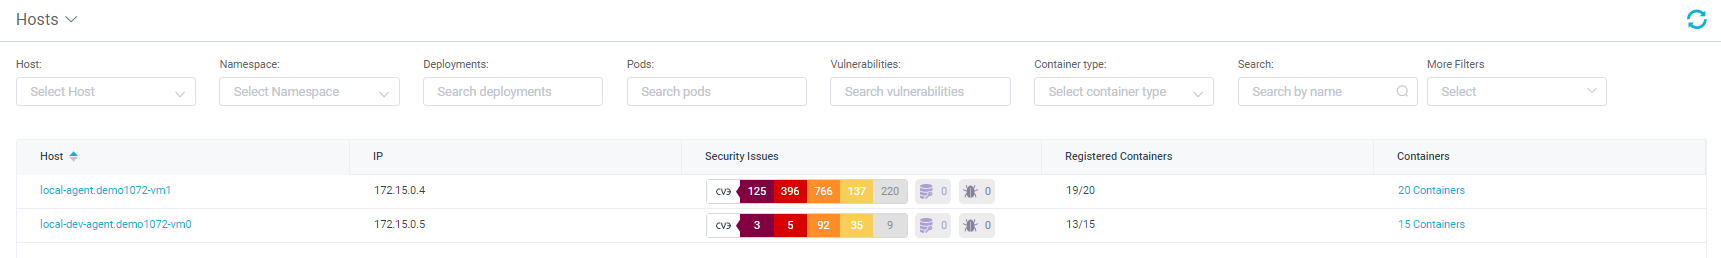 Hosts
Host: Namespace: Deployments: Pods: Vulnerabilities: Container type: Search: More Filters
Select Host Select Namespace Search deployments Search pods Search vulnerabilities Select container type Search by name Select
Host IP Security Issues Registered Containers Containers
local-agent.demo1072-vm1 172.15.0.4 CVE 125 396 766 137 220 0 0 19/20 20 Containers
local-dev-agent.demo1072-vm0 172.15.0.5 CVE 3 5 92 35 9 0 0 13/15 15 Containers